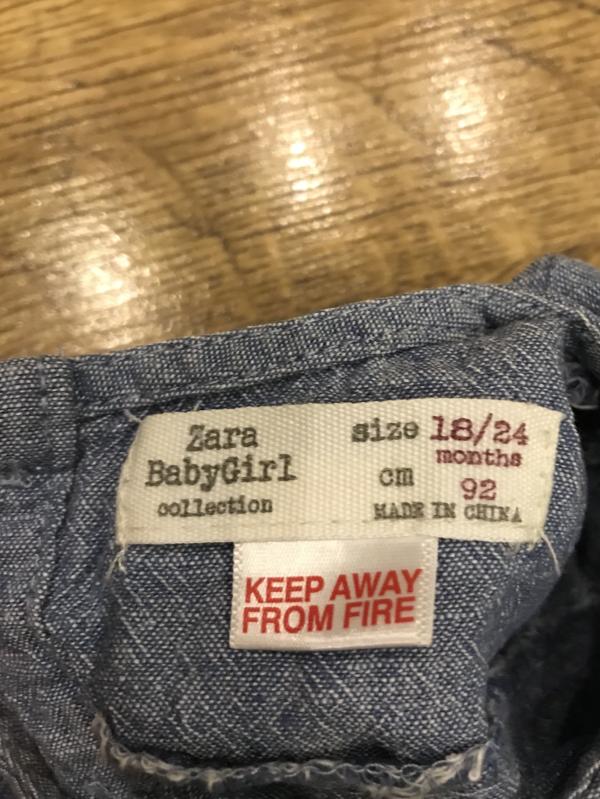 Zara
BabyGirl
collection
size 18/24
months
cm 92
MADE IN CHINA
KEEP AWAY
FROM FIRE